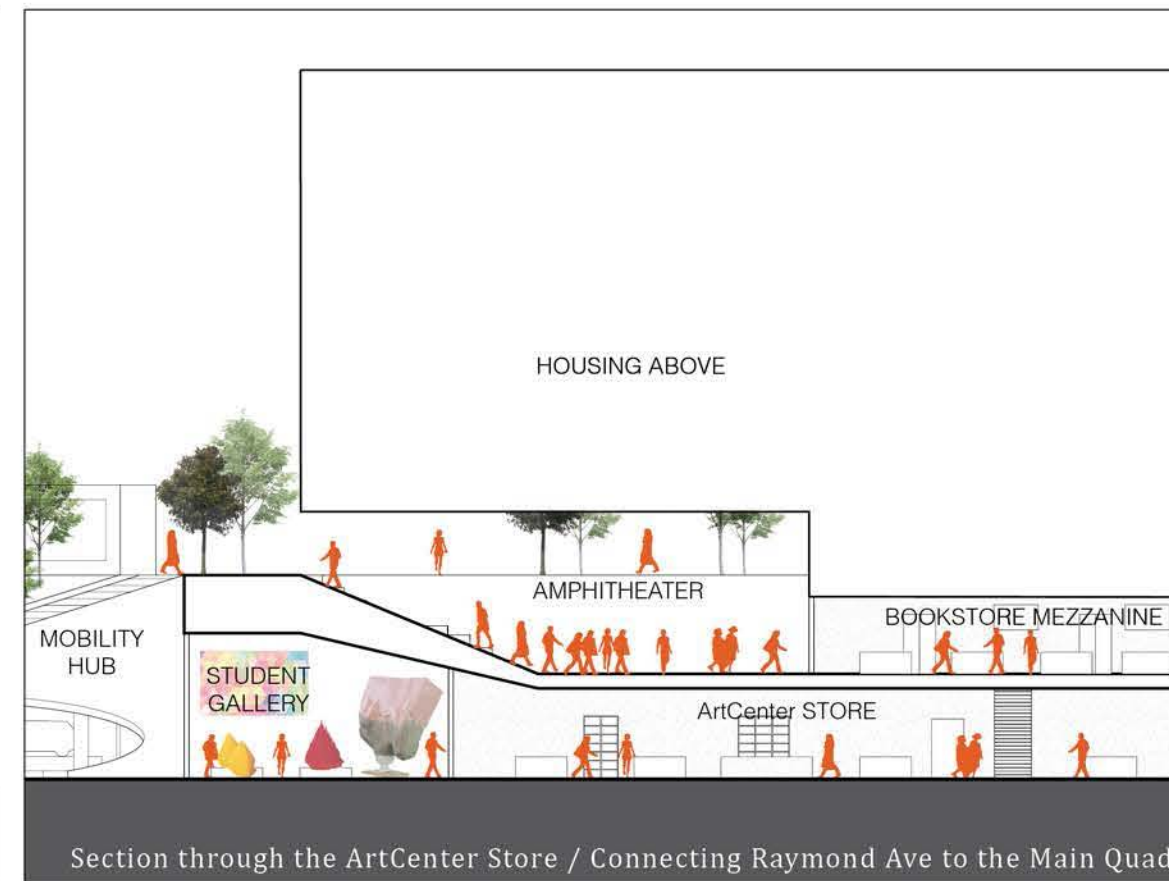 HOUSING ABOVE
AMPHITHEATER
BOOKSTORE MEZZANINE
MOBILITY
HUB
STUDENT
GALLERY
ArtCenter STORE
Section through the ArtCenter Store / Connecting Raymond Ave to the Main Quad